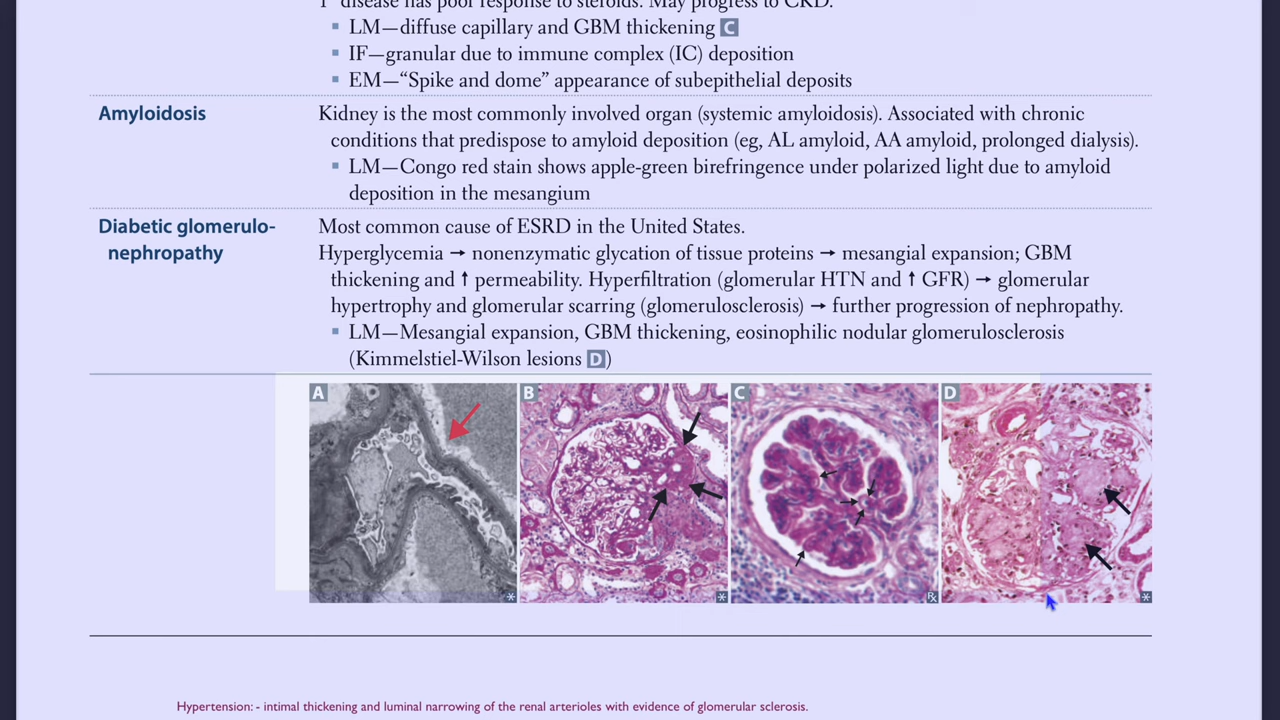 1° disease has poor response to steroids. May progress to CKD.
LM—diffuse capillary and GBM thickening C
IF—granular due to immune complex (IC) deposition
EM—“Spike and dome” appearance of subepithelial deposits
Amyloidosis
Kidney is the most commonly involved organ (systemic amyloidosis). Associated with chronic
conditions that predispose to amyloid deposition (eg, AL amyloid, AA amyloid, prolonged dialysis).
LM—Congo red stain shows apple-green birefringence under polarized light due to amyloid
deposition in the mesangium
Diabetic glomerulo-
nephropathy
Most common cause of ESRD in the United States.
Hyperglycemia → nonenzymatic glycation of tissue proteins → mesangial expansion; GBM
thickening and ↑ permeability. Hyperfiltration (glomerular HTN and ↑ GFR) → glomerular
hypertrophy and glomerular scarring (glomerulosclerosis) → further progression of nephropathy.
LM—Mesangial expansion, GBM thickening, eosinophilic nodular glomerulosclerosis
(Kimmelstiel-Wilson lesions D)
A B C D
* * ℞ *
Hypertension: - intimal thickening and luminal narrowing of the renal arterioles with evidence of glomerular sclerosis.